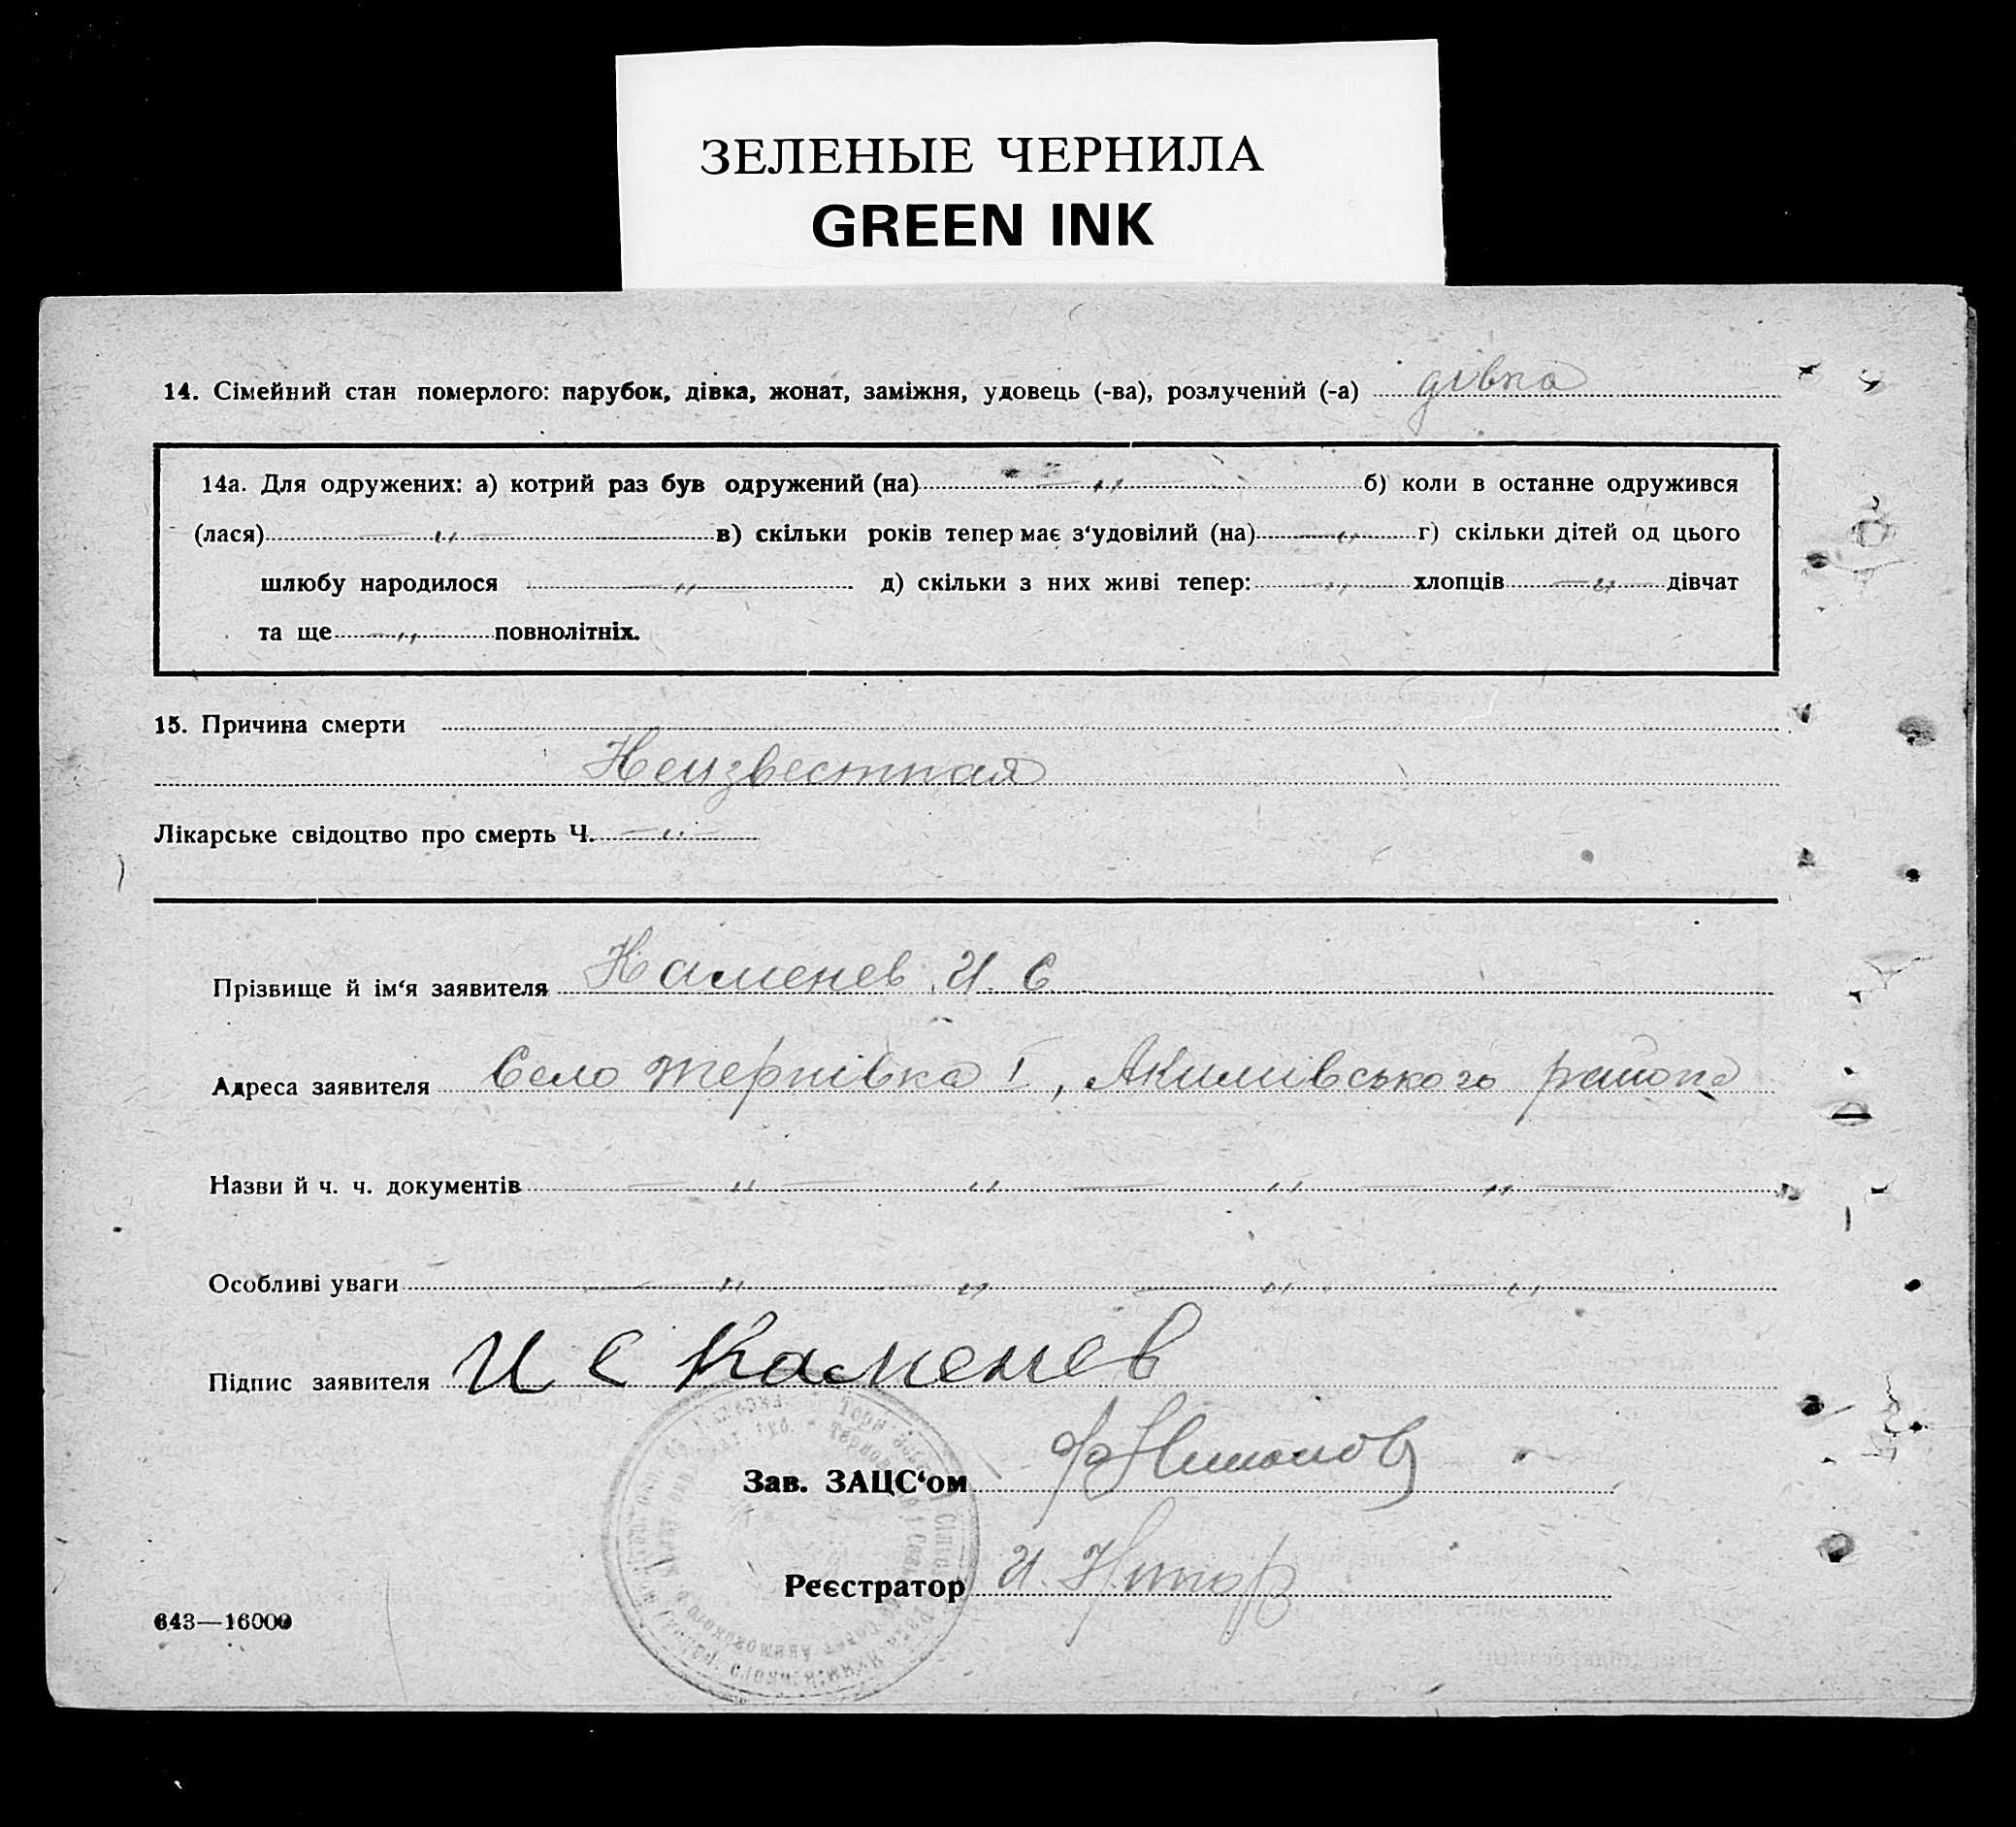 ЗЕЛЕНЫЕ ЧЕРНИЛА
GREEN INK
14. Сімейний стан померлого: парубок, дівка, жонат, заміжня, удовець (-ва), розлучений (-а) дівка
14а. Для одружених: а) котрий раз був одружений (на) — „ — б) коли в останне одружився
(лася) — „ — в) скільки років тепер має з‘удовілий (на) — „ г) скільки дітей од цього
шлюбу народилося — „ — д) скільки з них живі тепер: — „ хлопців — „ — дівчат
та ще — „ повнолітніх.
15. Причина смерти
Неизвестная
Лікарське свідоцтво про смерть Ч. — „ —
Прізвище й ім‘я заявителя Каменев И. С
Адреса заявителя Село Тернівка I, Акимівського района
Назви й ч. ч. документів — „ — „ — „ — „ —
Особливі уваги — „ — „ — „ — „ —
Підпис заявителя И С Каменев
Зав. ЗАЦС‘ом
Реєстратор И.
643—16000